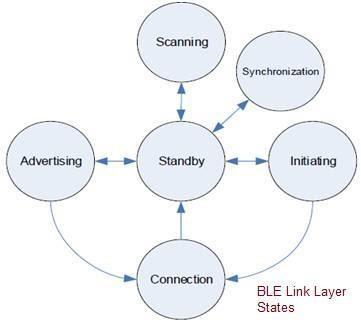 Scanning
Synchronization
Advertising
Standby
Initiating
Connection
BLE Link Layer
States